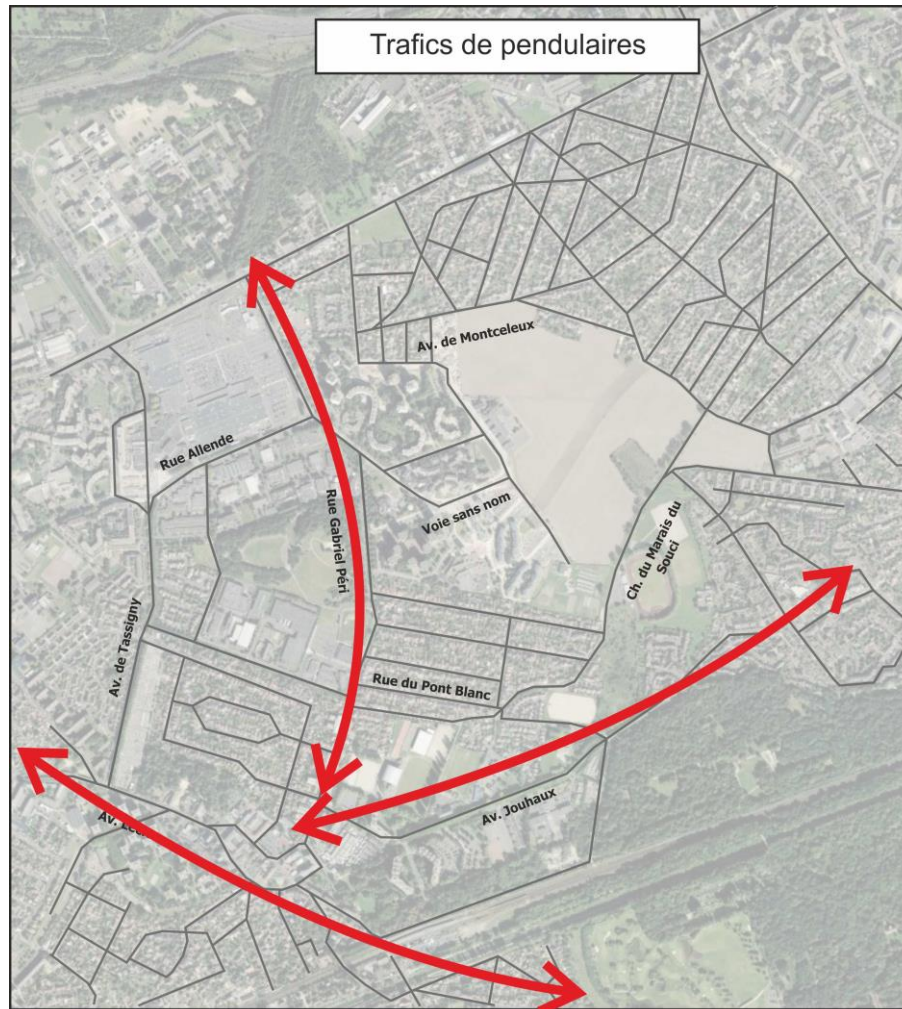 Trafics de pendulaires
Av. de Montceleux
Rue Allende
Voie sans nom
Rue Gabriel Péri
Ch. du Marais du
Souci
Av. de Tassigny
Rue du Pont Blanc
Av. Jouhaux
Av.